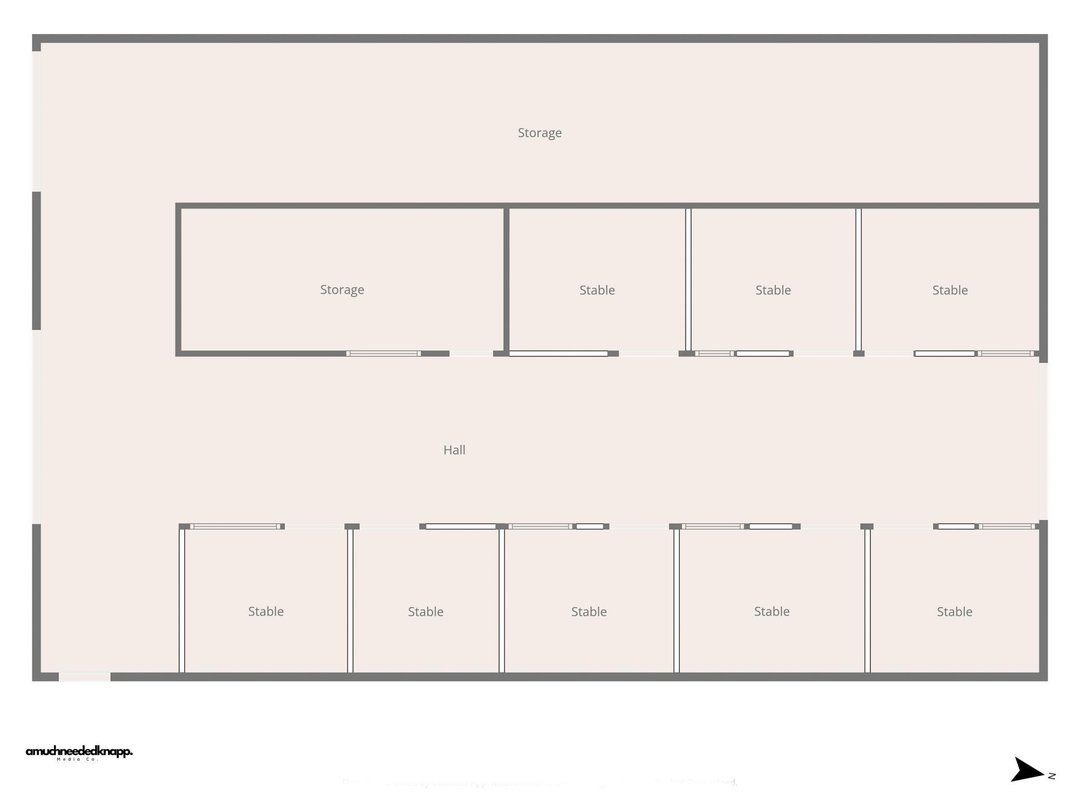 Storage
Storage
Stable
Stable
Stable
Hall
Stable
Stable
Stable
Stable
Stable
amuchneededknapp.
Media Co.
N